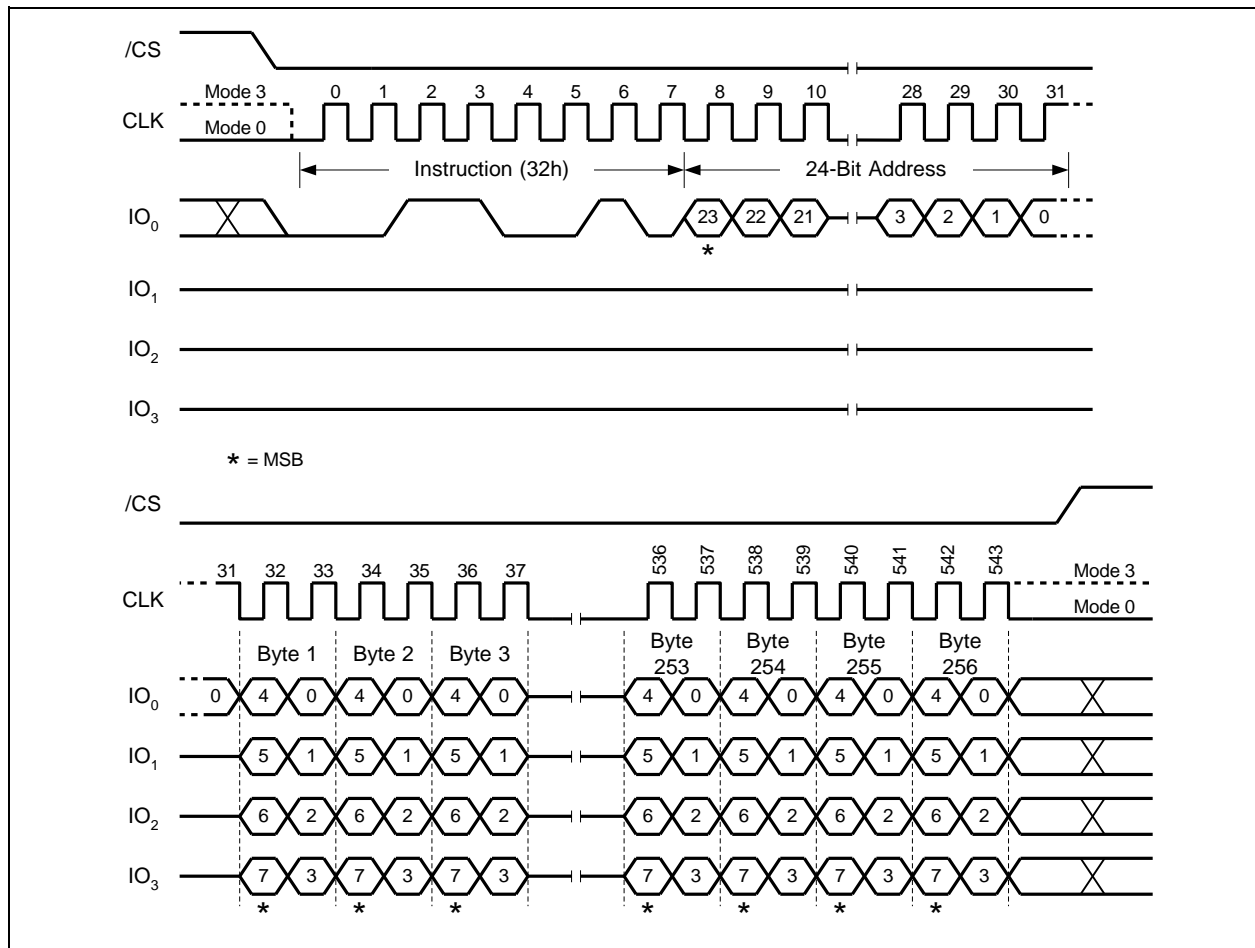 /CS
Mode 3 0 1 2 3 4 5 6 7 8 9 10 28 29 30 31
CLK
Mode 0
Instruction (32h) 24-Bit Address
IO0 23 22 21 3 2 1 0
*
IO1
IO2
IO3
* = MSB
/CS
31 32 33 34 35 36 37 536 537 538 539 540 541 542 543
CLK Mode 3
Mode 0
Byte 1 Byte 2 Byte 3 Byte 253 Byte 254 Byte 255 Byte 256
IO0 0 4 0 4 0 4 0 4 0 4 0 4 0 4 0
IO1 5 1 5 1 5 1 5 1 5 1 5 1 5 1
IO2 6 2 6 2 6 2 6 2 6 2 6 2 6 2
IO3 7 3 7 3 7 3 7 3 7 3 7 3 7 3
* * * * * * *